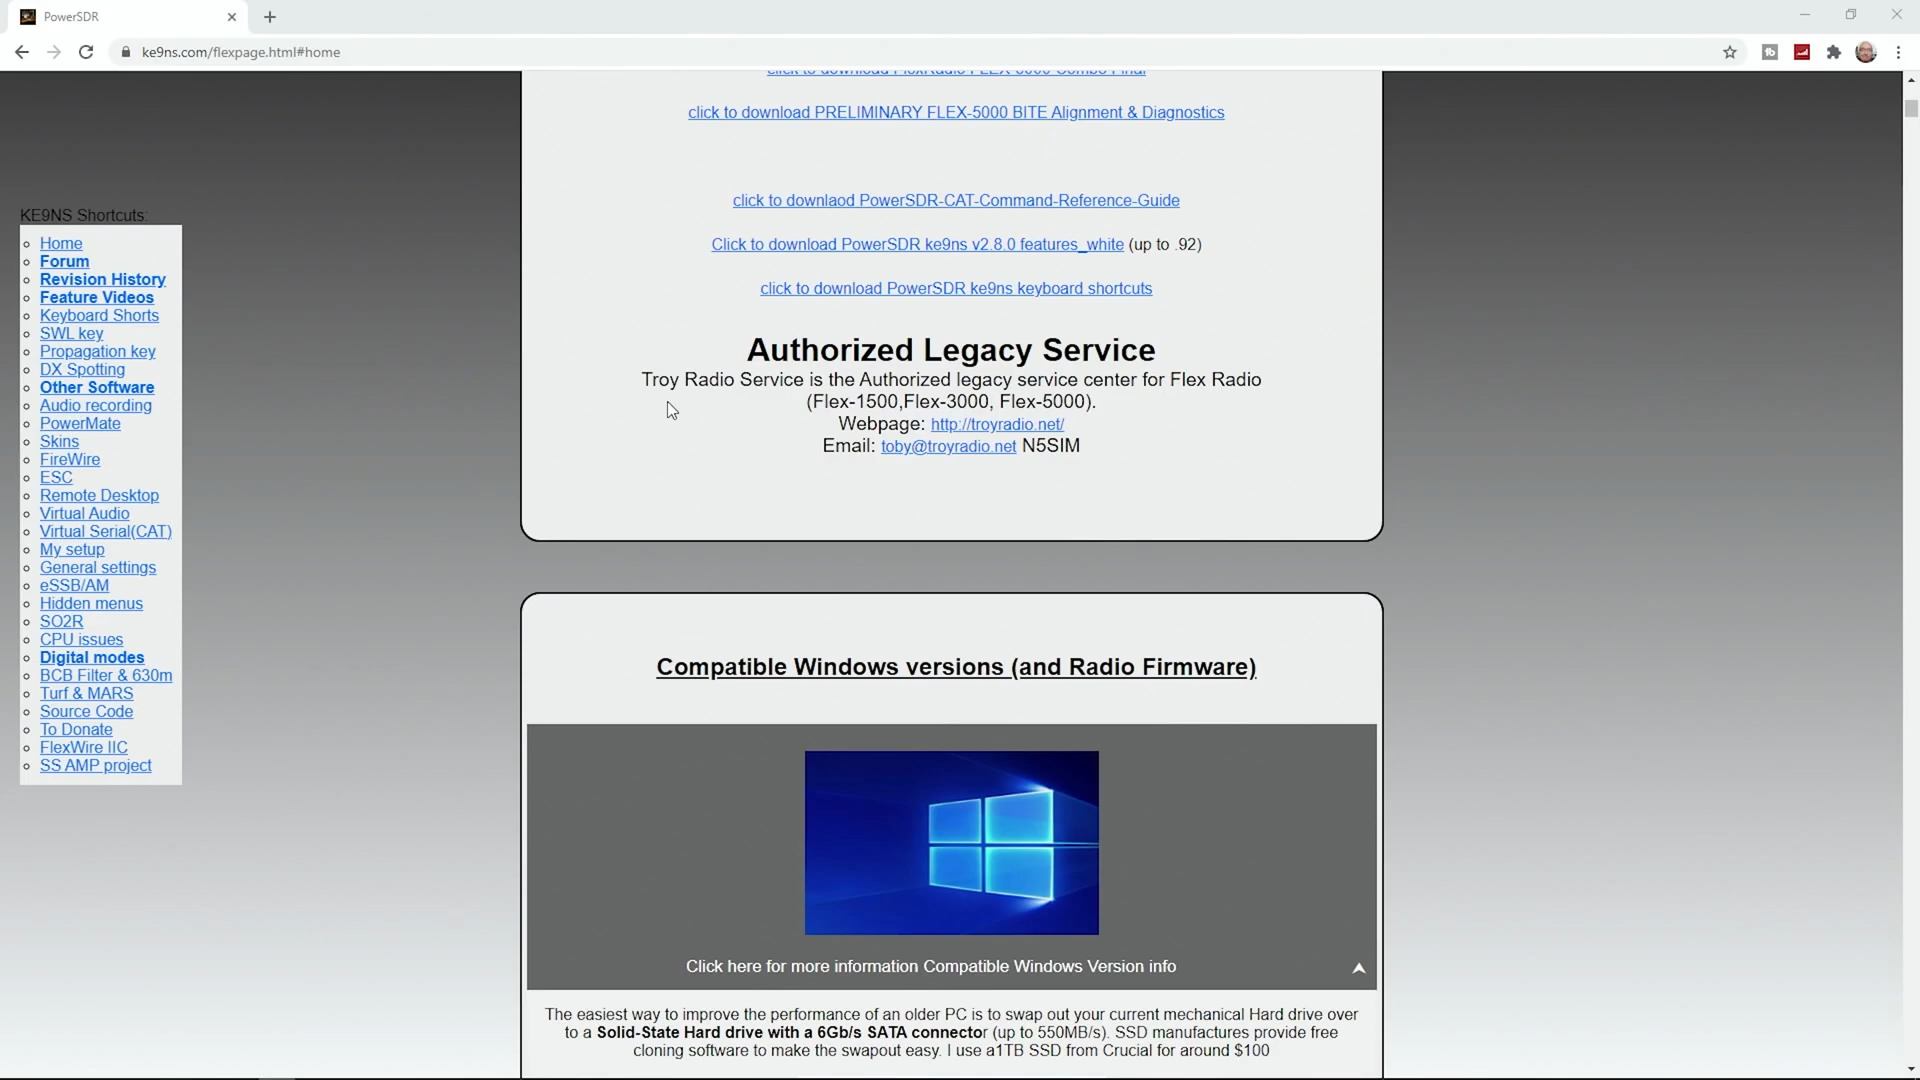 PowerSDR
ke9ns.com/flexpage.html#home
click to download FlexRadio FLEX-5000 Combo Final
click to download PRELIMINARY FLEX-5000 BITE Alignment & Diagnostics
click to downlaod PowerSDR-CAT-Command-Reference-Guide
Click to download PowerSDR ke9ns v2.8.0 features_white (up to .92)
click to download PowerSDR ke9ns keyboard shortcuts
Authorized Legacy Service
Troy Radio Service is the Authorized legacy service center for Flex Radio
(Flex-1500,Flex-3000, Flex-5000).
Webpage: http://troyradio.net/
Email: toby@troyradio.net N5SIM
KE9NS Shortcuts:
Home
Forum
Revision History
Feature Videos
Keyboard Shorts
SWL key
Propagation key
DX Spotting
Other Software
Audio recording
PowerMate
Skins
FireWire
ESC
Remote Desktop
Virtual Audio
Virtual Serial(CAT)
My setup
General settings
eSSB/AM
Hidden menus
SO2R
CPU issues
Digital modes
BCB Filter & 630m
Turf & MARS
Source Code
To Donate
FlexWire IIC
SS AMP project
Compatible Windows versions (and Radio Firmware)
Click here for more information Compatible Windows Version info
The easiest way to improve the performance of an older PC is to swap out your current mechanical Hard drive over
to a Solid-State Hard drive with a 6Gb/s SATA connector (up to 550MB/s). SSD manufactures provide free
cloning software to make the swapout easy. I use a1TB SSD from Crucial for around $100